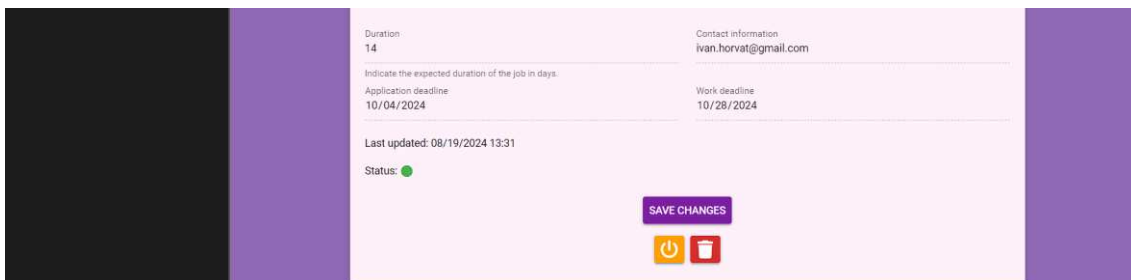 Duration
14
Contact information
ivan.horvat@gmail.com
Indicate the expected duration of the job in days.
Application deadline
10/04/2024
Work deadline
10/28/2024
Last updated: 08/19/2024 13:31
Status:
SAVE CHANGES